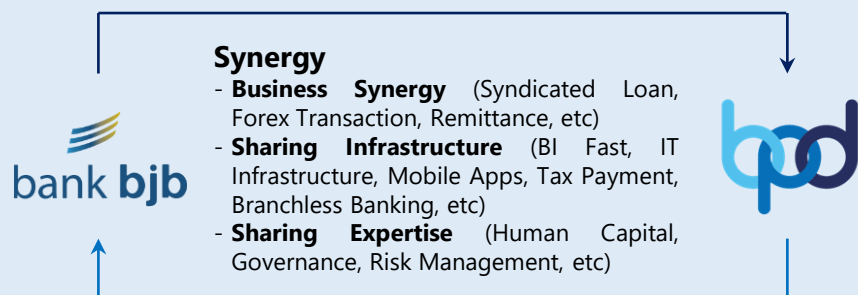 Synergy
- Business Synergy (Syndicated Loan,
Forex Transaction, Remittance, etc)
- Sharing Infrastructure (BI Fast, IT
Infrastructure, Mobile Apps, Tax Payment,
Branchless Banking, etc)
- Sharing Expertise (Human Capital,
Governance, Risk Management, etc)
bank bjb
bpd